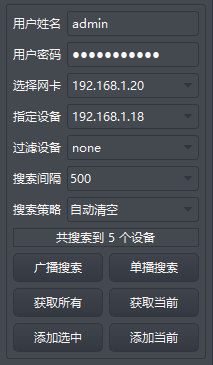 用户姓名 admin
用户密码 ●●●●●●●●●●●
选择网卡 192.168.1.20
指定设备 192.168.1.18
过滤设备 none
搜索间隔 500
搜索策略 自动清空
共搜索到 5 个设备
广播搜索 单播搜索
获取所有 获取当前
添加选中 添加当前